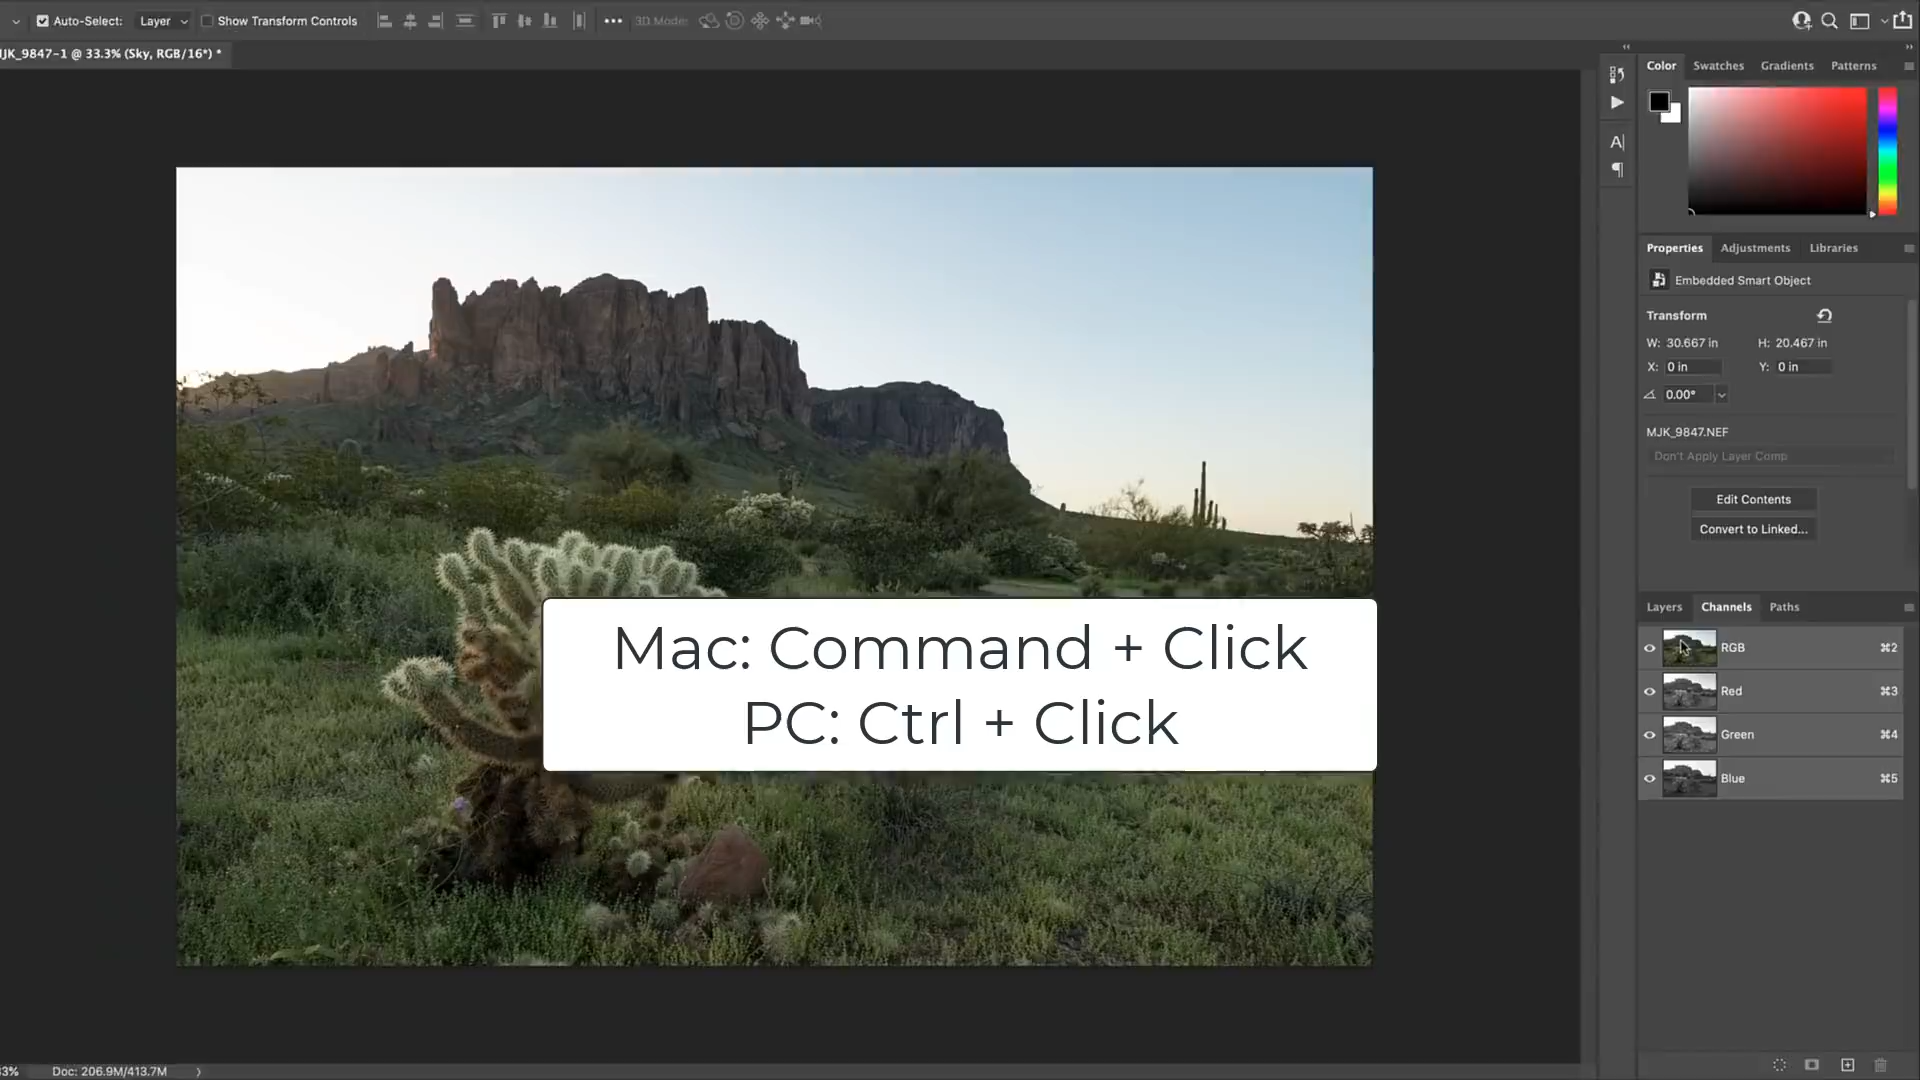 Auto-Select: Layer Show Transform Controls ••• 3D Mode:
JK_9847-1 @ 33.3% (Sky, RGB/16*) *
Color Swatches Gradients Patterns
Properties Adjustments Libraries
Embedded Smart Object
Transform
W: 30.667 in H: 20.467 in
X: 0 in Y: 0 in
0.00°
MJK_9847.NEF
Don't Apply Layer Comp
Edit Contents
Convert to Linked...
Layers Channels Paths
RGB ⌘2
Red ⌘3
Green ⌘4
Blue ⌘5
Mac: Command + Click
PC: Ctrl + Click
3% Doc: 206.9M/413.7M